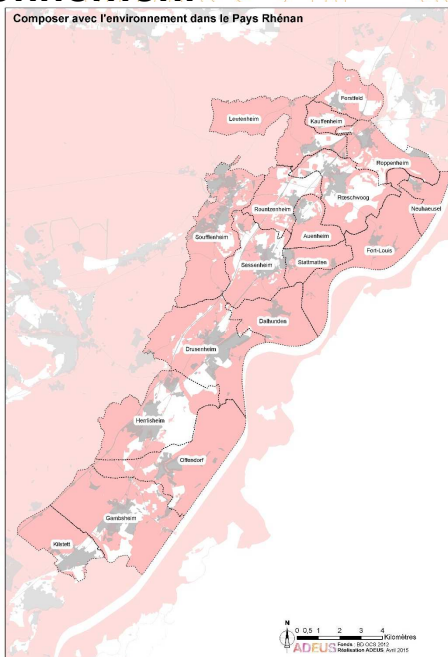 Composer avec l'environnement dans le Pays Rhénan
Forstfeld
Leutenheim
Kauffenheim
Roppenheim
Rœschwoog
Neuhaeusel
Rountzenheim
Soufflenheim
Auenheim
Fort-Louis
Sessenheim
Stattmatten
Dalhunden
Drusenheim
Herrlisheim
Offendorf
Gambsheim
Kilstett
N
0 0,5 1 2 3 4
Kilomètres
ADEUS Fonds : BD OCS 2012
Réalisation ADEUS, Avril 2015